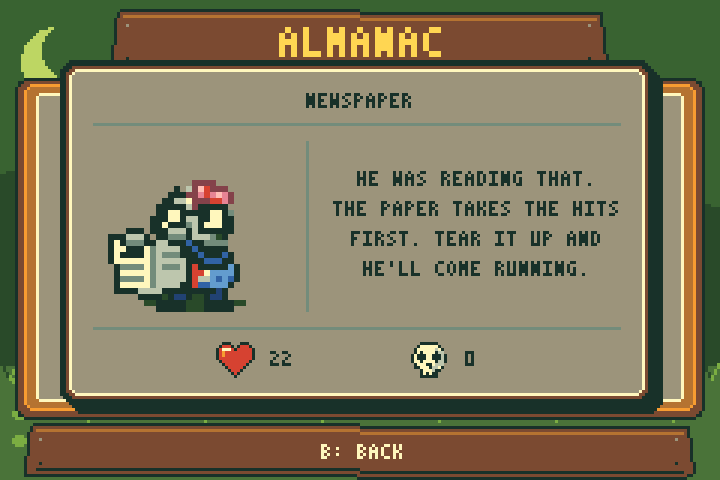 ALMANAC
NEWSPAPER
HE WAS READING THAT.
THE PAPER TAKES THE HITS
FIRST. TEAR IT UP AND
HE'LL COME RUNNING.
22
0
B: BACK